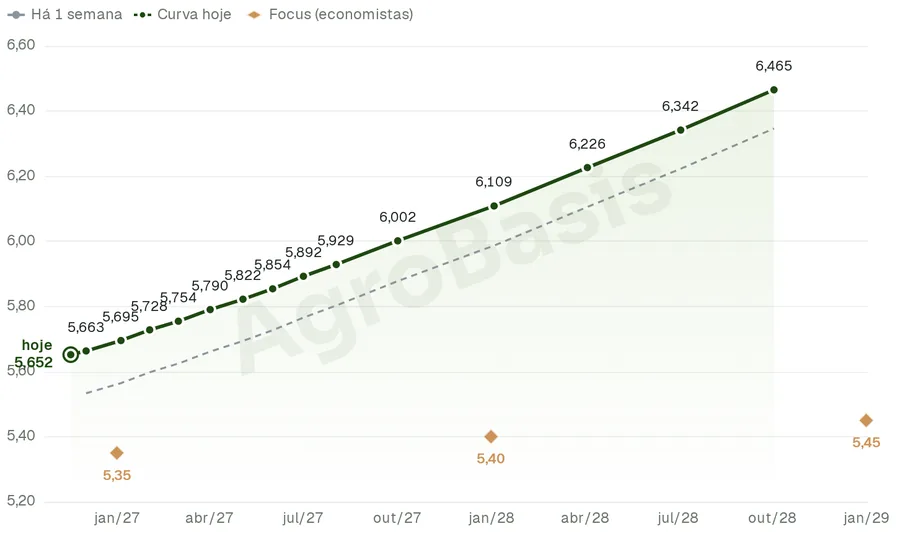 Há 1 semana
Curva hoje
Focus (economistas)
6,60
6,40
6,20
6,00
5,80
5,60
5,40
5,20
hoje
5,652
5,663
5,695
5,728
5,754
5,790
5,822
5,854
5,892
5,929
6,002
6,109
6,226
6,342
6,465
AgroBasis
5,35
5,40
5,45
jan/27
abr/27
jul/27
out/27
jan/28
abr/28
jul/28
out/28
jan/29